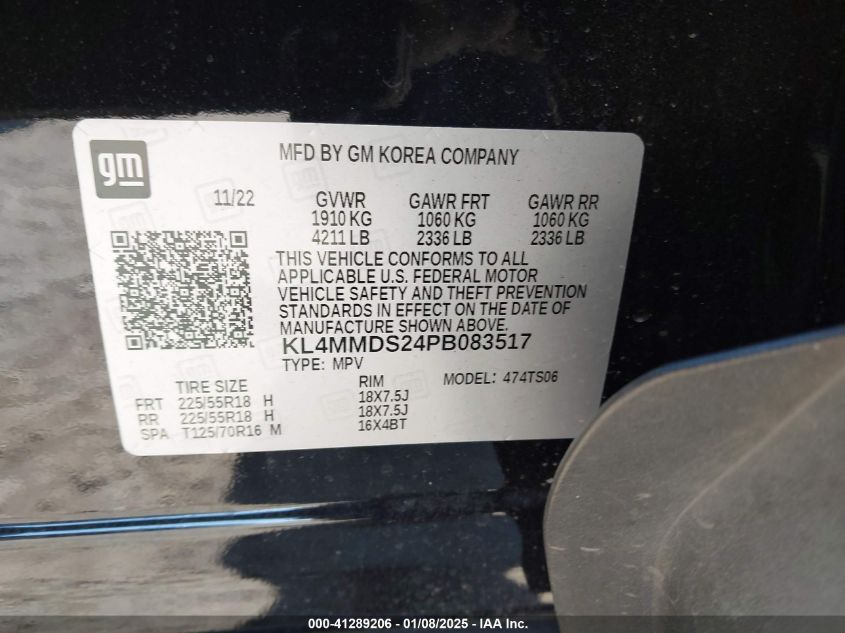 gm
MFD BY GM KOREA COMPANY
11/22 GVWR GAWR FRT GAWR RR
1910 KG 1060 KG 1060 KG
4211 LB 2336 LB 2336 LB
THIS VEHICLE CONFORMS TO ALL
APPLICABLE U.S. FEDERAL MOTOR
VEHICLE SAFETY AND THEFT PREVENTION
STANDARDS IN EFFECT ON THE DATE OF
MANUFACTURE SHOWN ABOVE.
KL4MMDS24PB083517
TYPE: MPV MODEL: 474TS06
TIRE SIZE RIM
FRT 225/55R18 H 18X7.5J
RR 225/55R18 H 18X7.5J
SPA T125/70R16 M 16X4BT
000-41289206 - 01/08/2025 - IAA Inc.